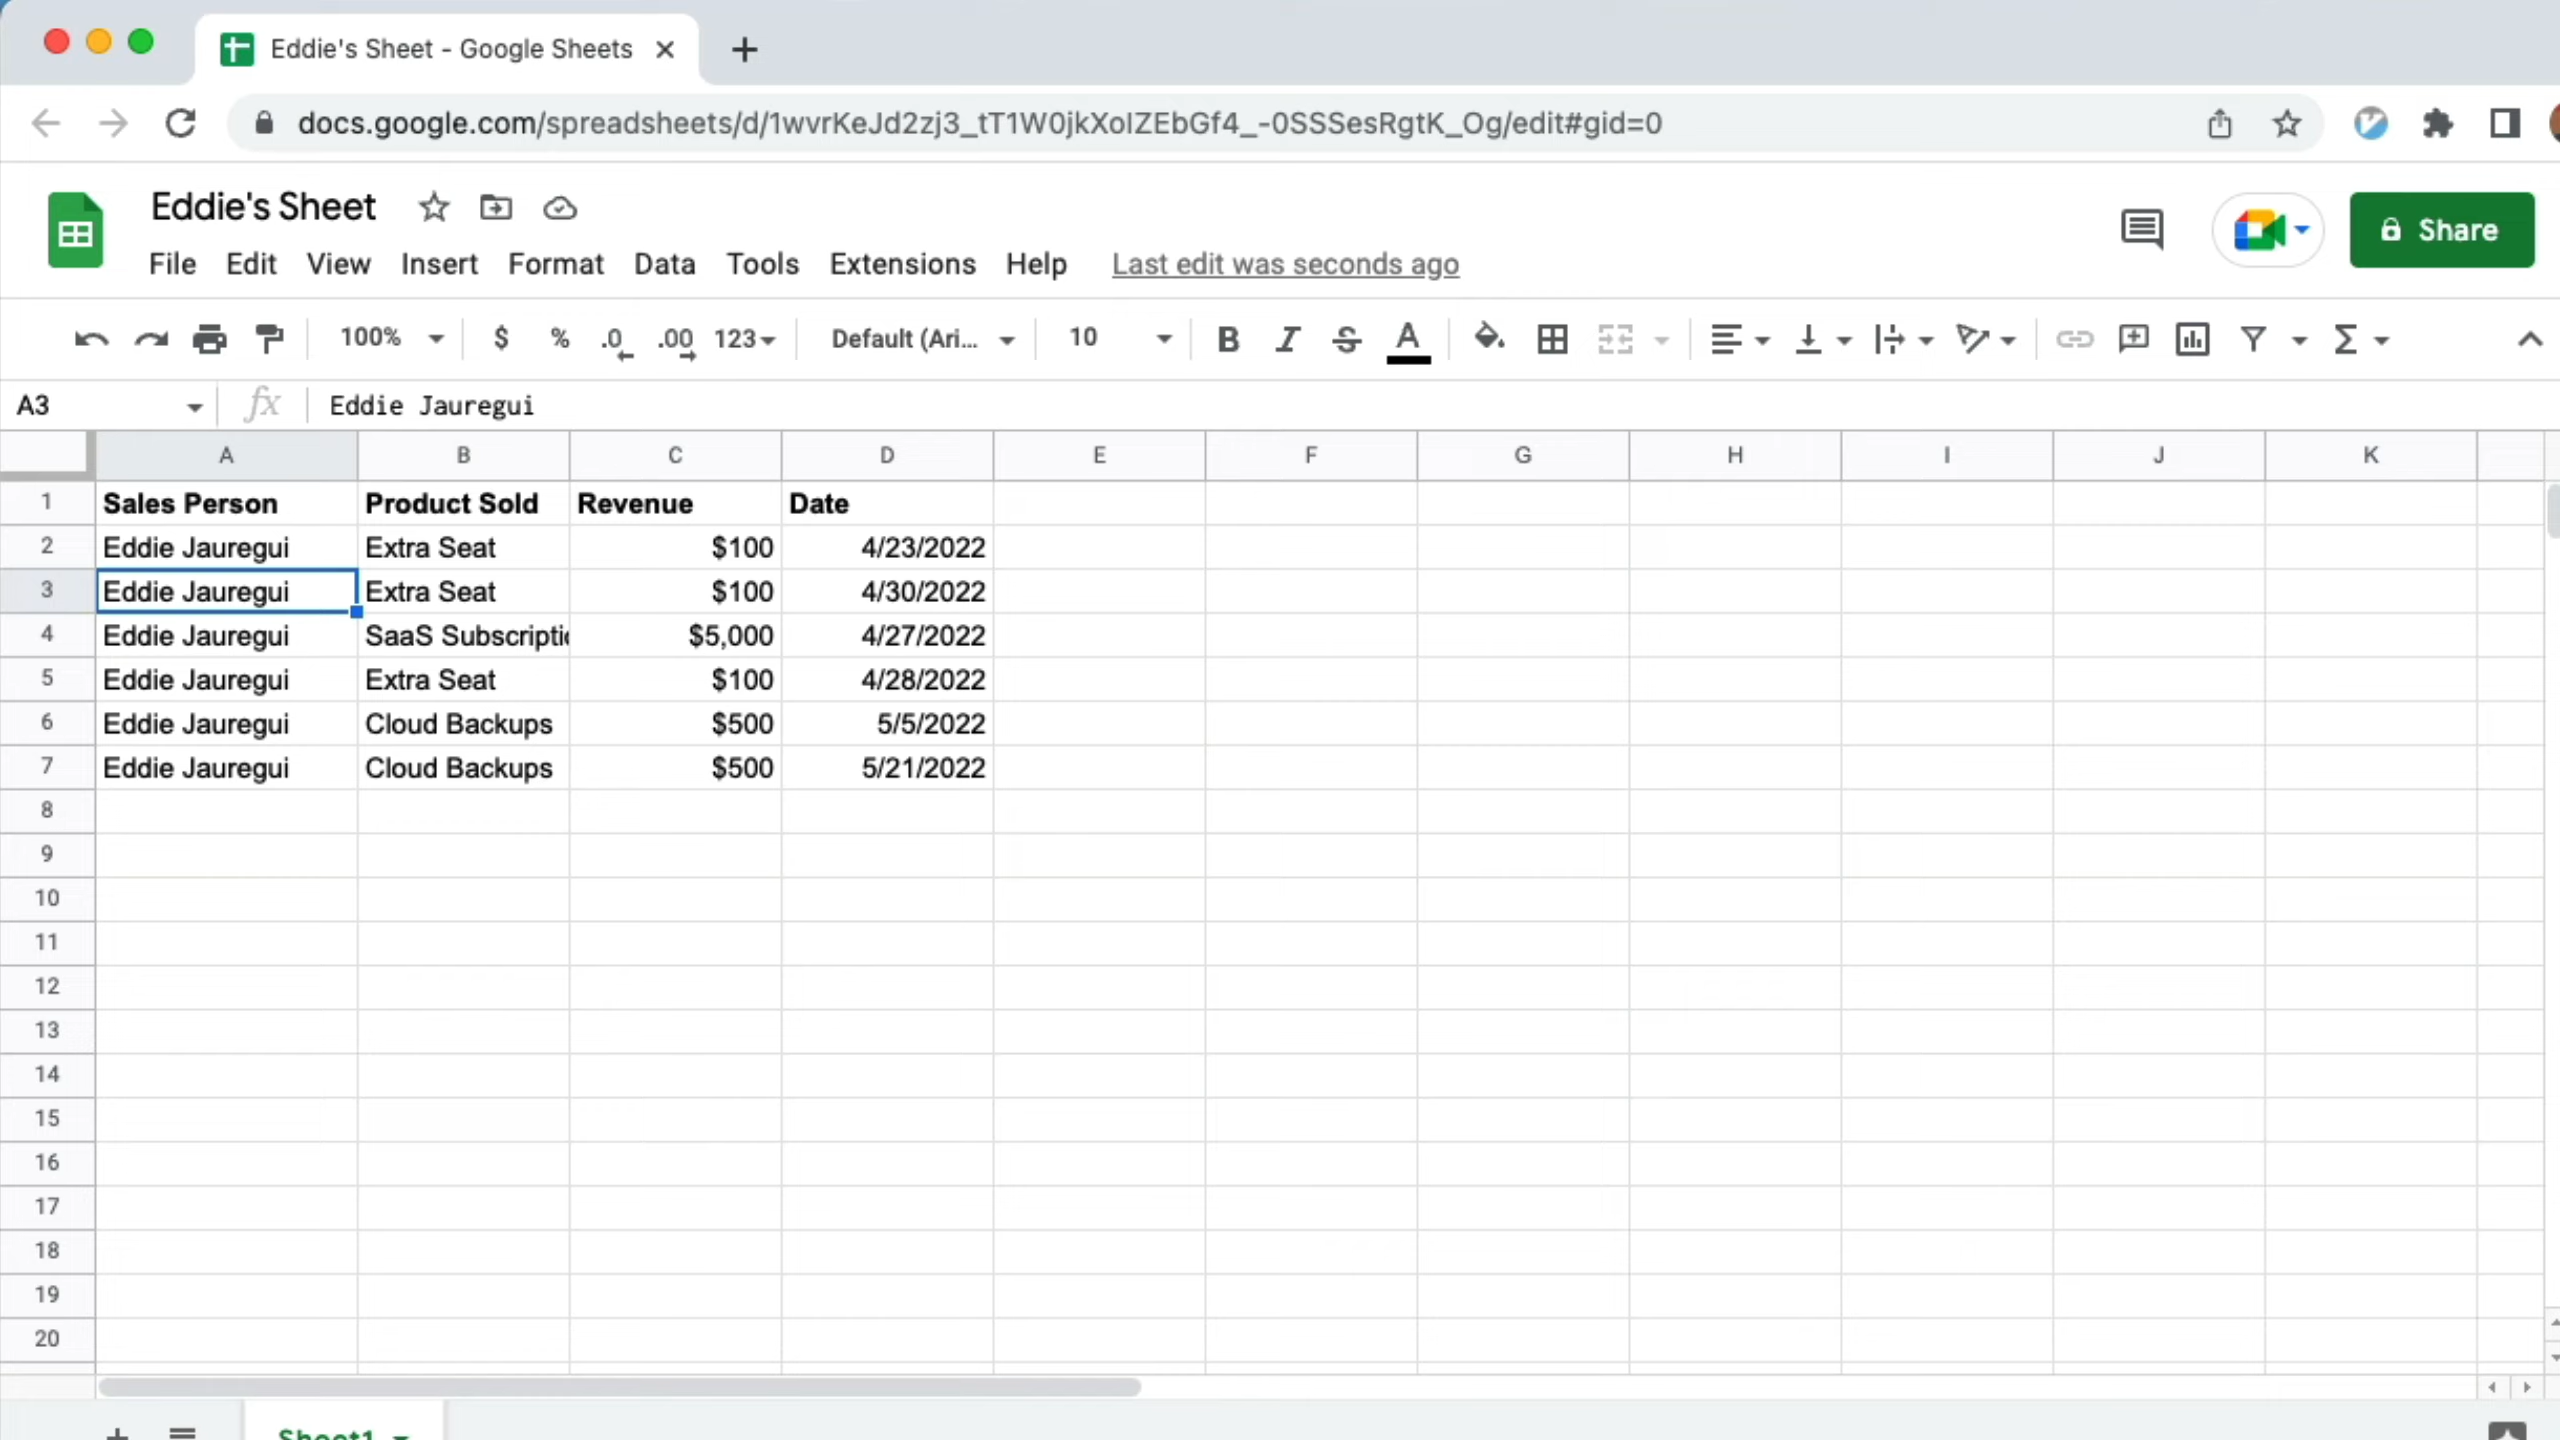 Eddie's Sheet - Google Sheets
docs.google.com/spreadsheets/d/1wvrKeJd2zj3_tT1W0jkXoIZEbGf4_-0SSSesRgtK_Og/edit#gid=0
Eddie's Sheet
File Edit View Insert Format Data Tools Extensions Help Last edit was seconds ago
Share
100% $ % .0 .00 123 Default (Ari... 10 B I S A
A3 fx Eddie Jauregui
A B C D E F G H I J K
1 Sales Person Product Sold Revenue Date
2 Eddie Jauregui Extra Seat $100 4/23/2022
3 Eddie Jauregui Extra Seat $100 4/30/2022
4 Eddie Jauregui SaaS Subscripti $5,000 4/27/2022
5 Eddie Jauregui Extra Seat $100 4/28/2022
6 Eddie Jauregui Cloud Backups $500 5/5/2022
7 Eddie Jauregui Cloud Backups $500 5/21/2022
8
9
10
11
12
13
14
15
16
17
18
19
20
Sheet1